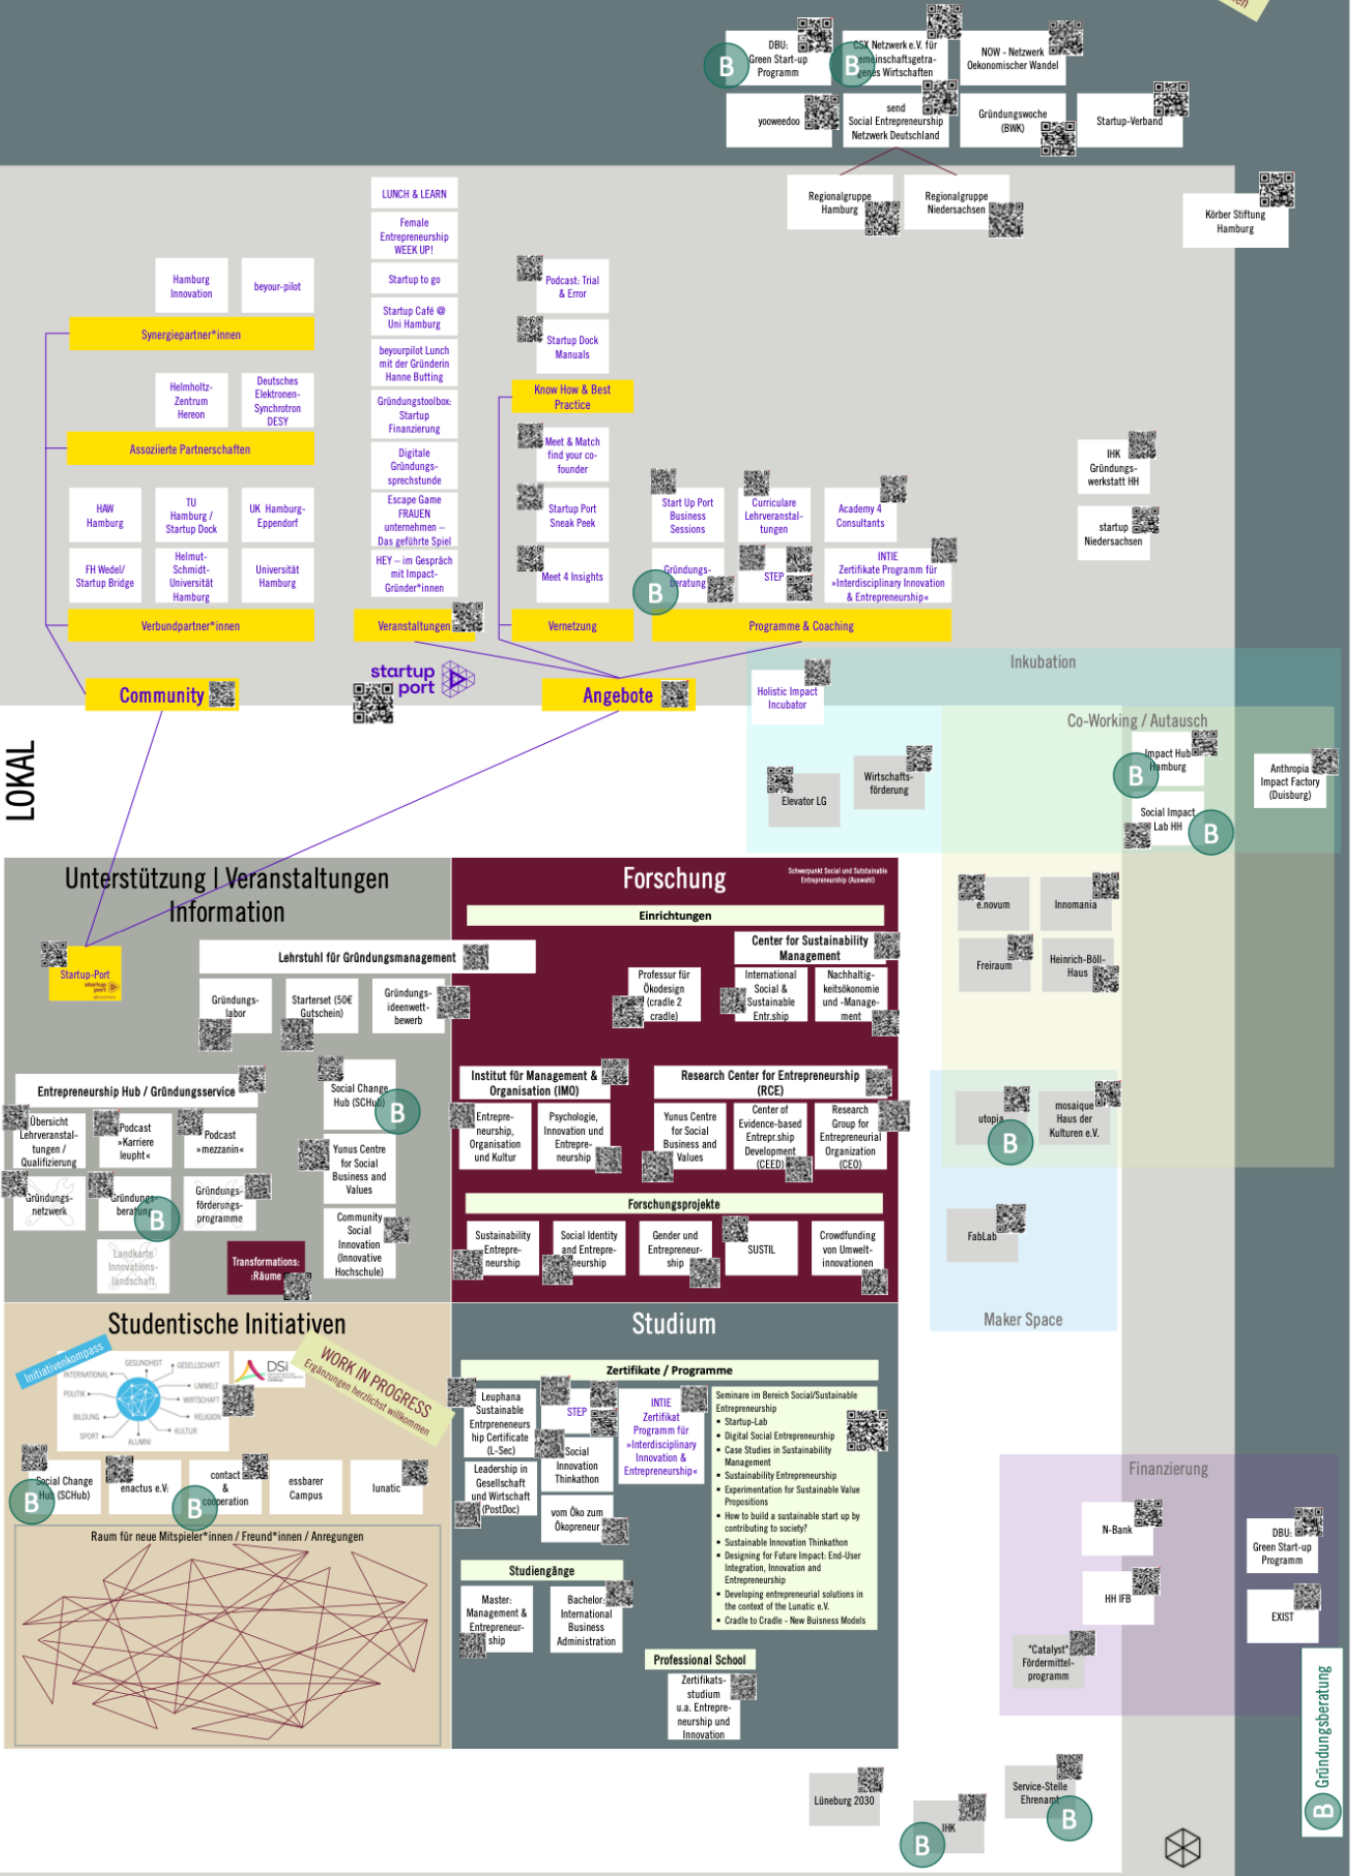 DBU:
Green Start-up
Programm
B
CSX Netzwerk e.V. für
gemeinschaftsgetra-
genes Wirtschaften
B
NOW - Netzwerk
Oekonomischer Wandel
yooweedoo
send
Social Entrepreneurship
Netzwerk Deutschland
Gründungswoche
(BWK)
Startup-Verband
Regionalgruppe
Hamburg
Regionalgruppe
Niedersachsen
Körber Stiftung
Hamburg
LUNCH & LEARN
Female
Entrepreneurship
WEEK UP!
Startup to go
Startup Café @
Uni Hamburg
beyourpilot Lunch
mit der Gründerin
Hanne Butting
Gründungstoolbox:
Startup
Finanzierung
Digitale
Gründungs-
sprechstunde
Escape Game
FRAUEN
unternehmen –
Das geführte Spiel
HEY – im Gespräch
mit Impact-
Gründer*innen
Veranstaltungen
Hamburg
Innovation
beyour-pilot
Synergiepartner*innen
Helmholtz-
Zentrum
Hereon
Deutsches
Elektronen-
Synchrotron
DESY
Assoziierte Partnerschaften
HAW
Hamburg
TU
Hamburg /
Startup Dock
UK Hamburg-
Eppendorf
FH Wedel/
Startup Bridge
Helmut-
Schmidt-
Universität
Hamburg
Universität
Hamburg
Verbundpartner*innen
Podcast: Trial
& Error
Startup Dock
Manuals
Know How & Best
Practice
Meet & Match
find your co-
founder
Startup Port
Sneak Peek
Meet 4 Insights
Vernetzung
Start Up Port
Business
Sessions
Curriculare
Lehrveranstal-
tungen
Academy 4
Consultants
Gründungs-
beratung
B
STEP
INTIE
Zertifikate Programm für
»Interdisciplinary Innovation
& Entrepreneurship«
Programme & Coaching
IHK
Gründungs-
werkstatt HH
startup
Niedersachsen
Community
startup
port
Angebote
LOKAL
Inkubation
Holistic Impact
Incubator
Elevator LG
Wirtschafts-
förderung
Co-Working / Autausch
Impact Hub
Hamburg
B
Social Impact
Lab HH
B
Anthropia
Impact Factory
(Duisburg)
e.novum
Innomania
Freiraum
Heinrich-Böll-
Haus
utopia
B
mosaique
Haus der
Kulturen e.V.
FabLab
Maker Space
Unterstützung | Veranstaltungen
Information
Startup-Port
startup
port
Lehrstuhl für Gründungsmanagement
Gründungs-
labor
Starterset (50€
Gutschein)
Gründungs-
ideenwett-
bewerb
Entrepreneurship Hub / Gründungsservice
Übersicht
Lehrveranstal-
tungen /
Qualifizierung
Podcast
»Karriere
leupht«
Podcast
»mezzanin«
Gründungs-
netzwerk
Gründungs-
beratung
B
Gründungs-
förderungs-
programme
Landkarte
Innovations-
landschaft
Transformations:
:Räume
Social Change
Hub (SCHub)
B
Yunus Centre
for Social
Business and
Values
Community
Social
Innovation
(Innovative
Hochschule)
Forschung
Schwerpunkt Social und Sutstainable
Entrepreneurship (Auswahl)
Einrichtungen
Center for Sustainability
Management
Professur für
Ökodesign
(cradle 2
cradle)
International
Social &
Sustainable
Entr.ship
Nachhaltig-
keitsökonomie
und -Manage-
ment
Institut für Management &
Organisation (IMO)
Entrepre-
neurship,
Organisation
und Kultur
Psychologie,
Innovation und
Entrepre-
neurship
Research Center for Entrepreneurship
(RCE)
Yunus Centre
for Social
Business and
Values
Center of
Evidence-based
Entrepr.ship
Development
(CEED)
Research
Group for
Entrepreneurial
Organization
(CEO)
Forschungsprojekte
Sustainability
Entrepre-
neurship
Social Identity
and Entrepre-
neurship
Gender und
Entrepreneur-
ship
SUSTIL
Crowdfunding
von Umwelt-
innovationen
Studentische Initiativen
Initiativenkompass
GESUNDHEIT
GESELLSCHAFT
INTERNATIONAL
UMWELT
POLITIK
WIRTSCHAFT
BILDUNG
RELIGION
SPORT
KULTUR
ALUMNI
DSi
WORK IN PROGRESS
Ergänzungen herzlichst willkommen
Social Change
Hub (SCHub)
B
enactus e.V:
contact
&
cooperation
B
essbarer
Campus
lunatic
Raum für neue Mitspieler*innen / Freund*innen / Anregungen
Studium
Zertifikate / Programme
Leuphana
Sustainable
Entrpreneurs
hip Certificate
(L-Sec)
STEP
INTIE
Zertifikat
Programm für
»Interdisciplinary
Innovation &
Entrepreneurship«
Social
Innovation
Thinkathon
Leadership in
Gesellschaft
und Wirtschaft
(PostDoc)
vom Öko zum
Ökopreneur
Seminare im Bereich Social/Sustainable
Entrepreneurship
▪ Startup-Lab
▪ Digital Social Entrepreneurship
▪ Case Studies in Sustainability
Management
▪ Sustainability Entrepreneurship
▪ Experimentation for Sustainable Value
Propositions
▪ How to build a sustainable start up by
contributing to society?
▪ Sustainable Innovation Thinkathon
▪ Designing for Future Impact: End-User
Integration, Innovation and
Entrepreneurship
▪ Developing entrepreneurial solutions in
the context of the Lunatic e.V.
▪ Cradle to Cradle - New Buisness Models
Studiengänge
Master:
Management &
Entrepreneur-
ship
Bachelor:
International
Business
Administration
Professional School
Zertifikats-
studium
u.a. Entrepre-
neurship und
Innovation
Finanzierung
N-Bank
HH IFB
"Catalyst"
Fördermittel-
programm
DBU:
Green Start-up
Programm
EXIST
B Gründungsberatung
Lüneburg 2030
IHK
B
Service-Stelle
Ehrenamt
B